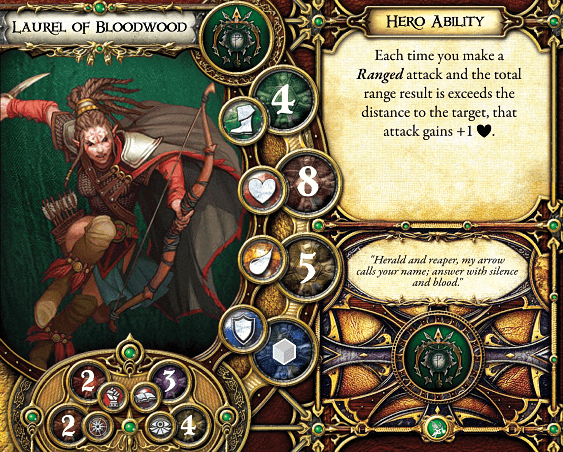 Laurel of Bloodwood
4
8
5
2
3
2
4
Hero Ability
Each time you make a
Ranged attack and the total
range result is exceeds the
distance to the target, that
attack gains +1 ♥.
"Herald and reaper, my arrow
calls your name; answer with silence
and blood."